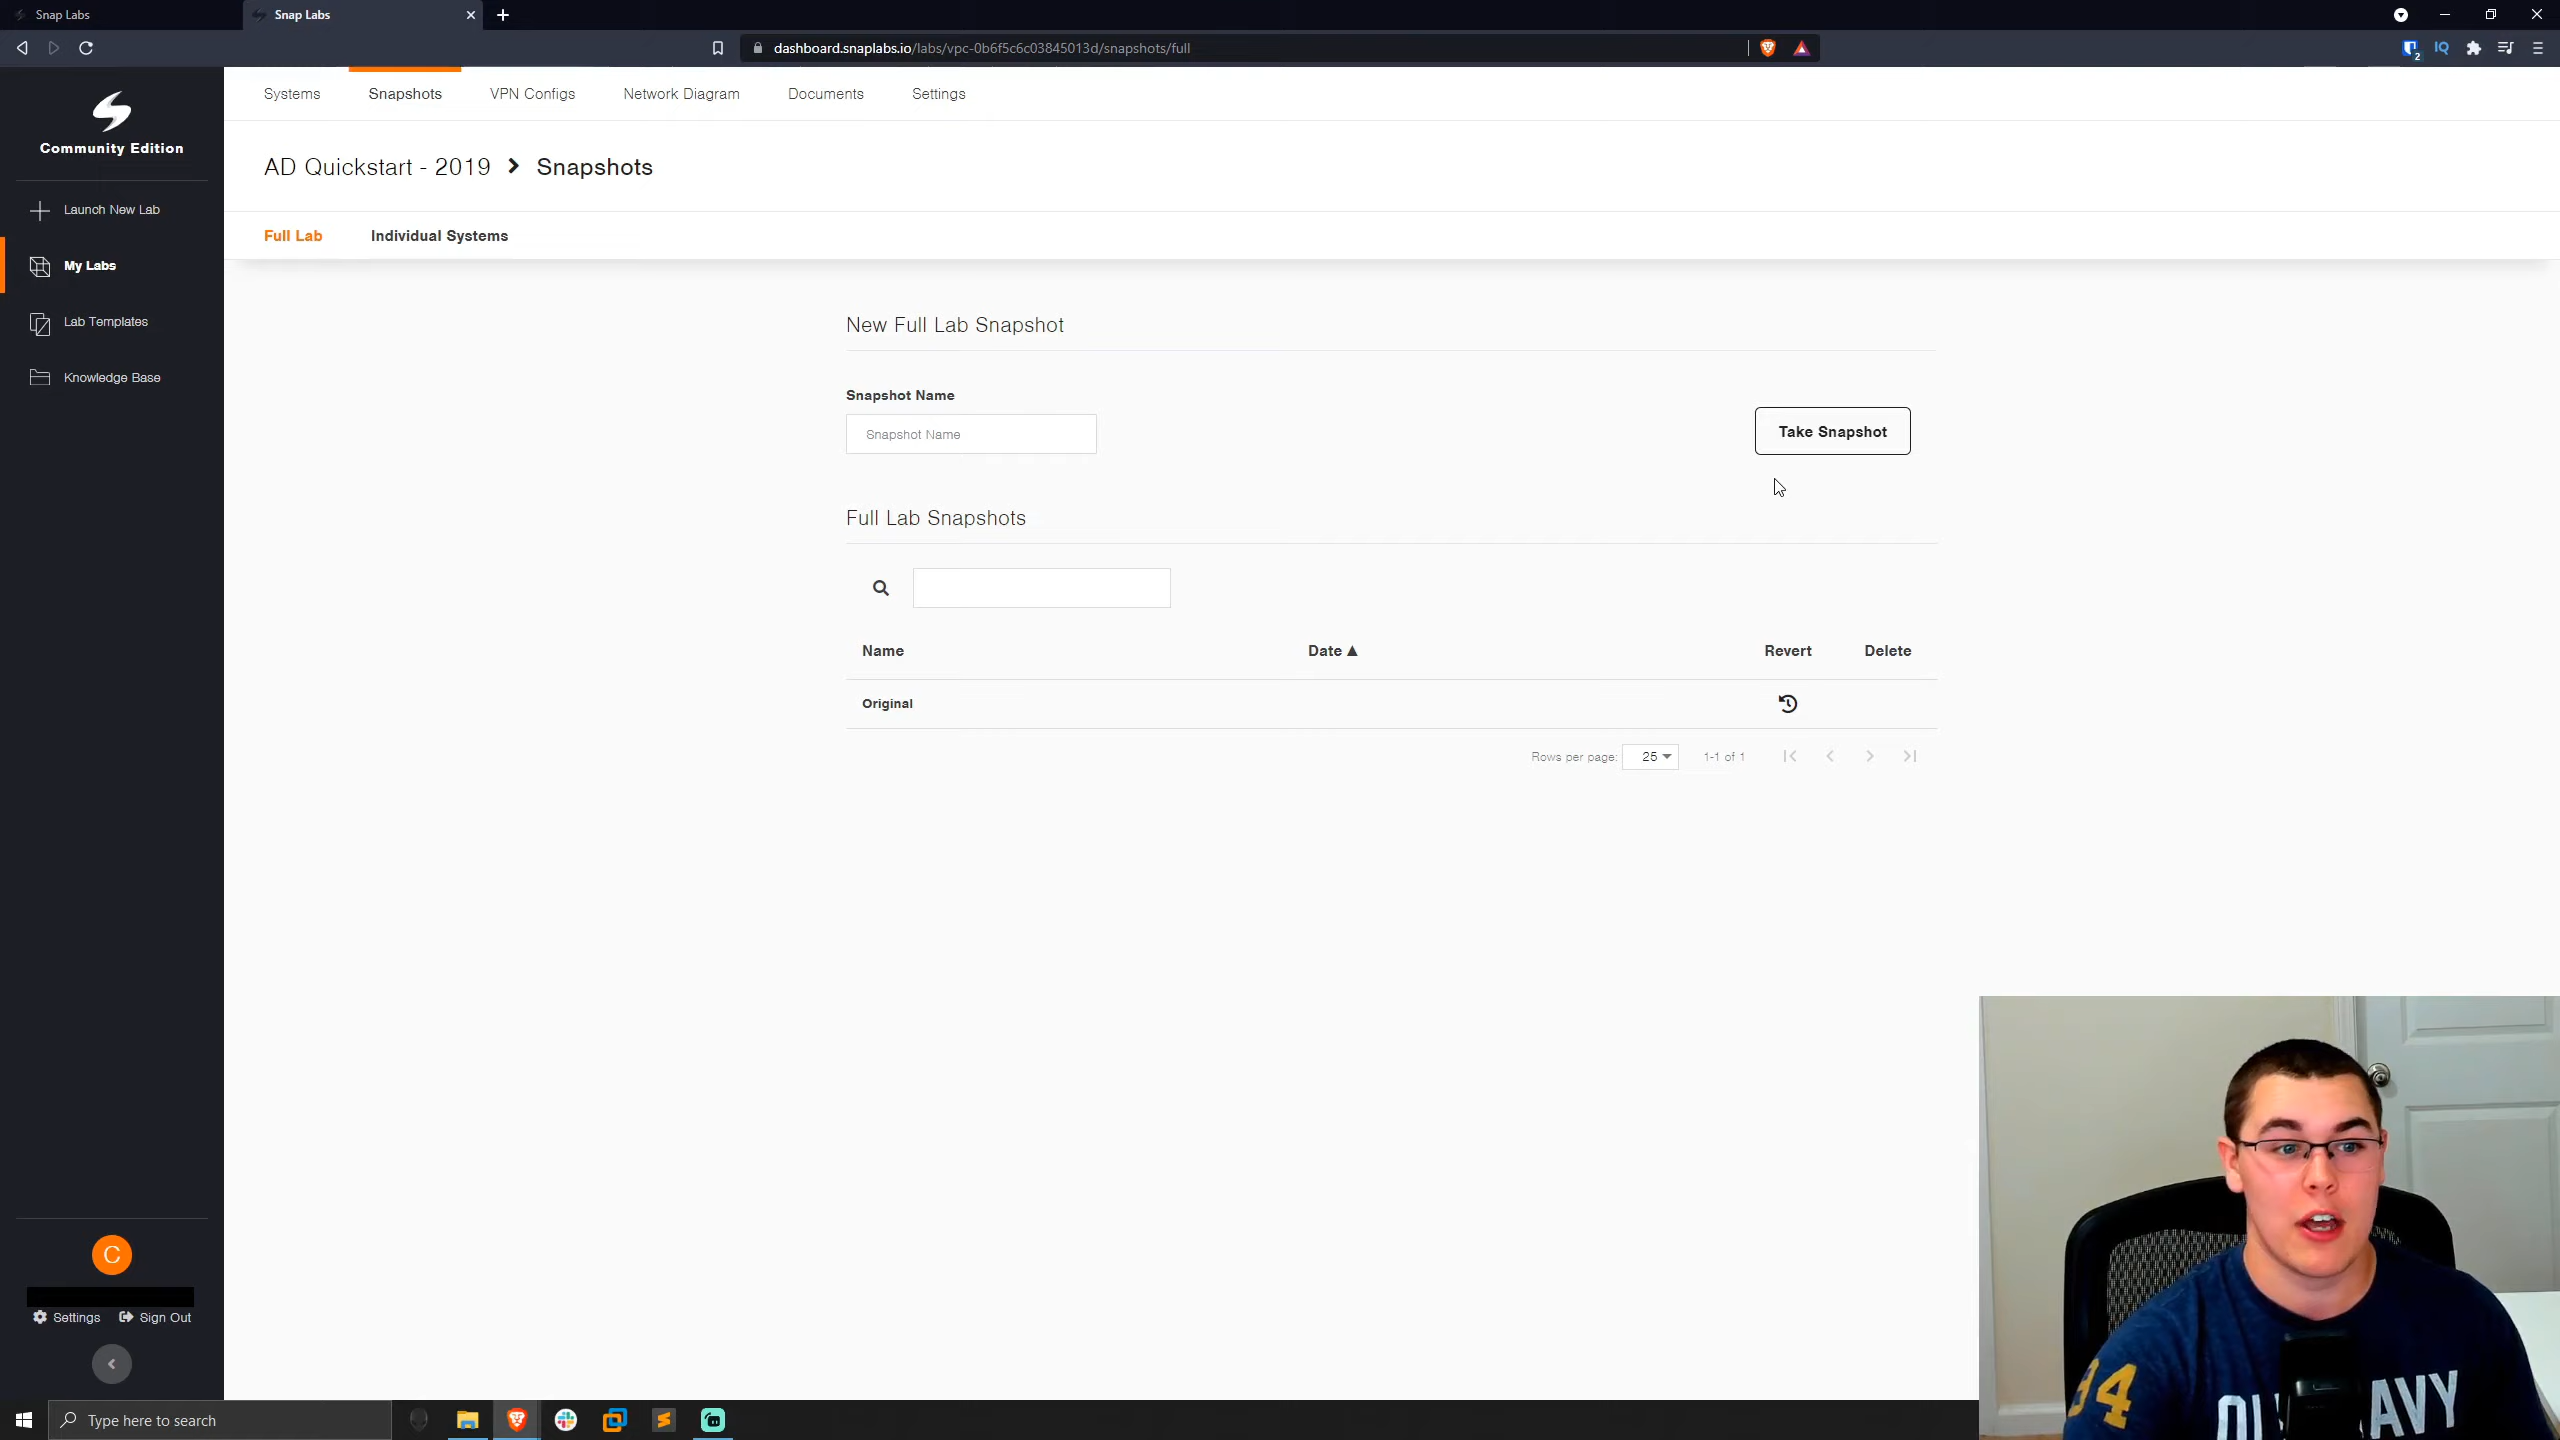 Snap Labs
Snap Labs
dashboard.snaplabs.io/labs/vpc-0b6f5c6c03845013d/snapshots/full
2
IQ
Community Edition
Launch New Lab
My Labs
Lab Templates
Knowledge Base
C
Settings
Sign Out
Systems
Snapshots
VPN Configs
Network Diagram
Documents
Settings
AD Quickstart - 2019
Snapshots
Full Lab
Individual Systems
New Full Lab Snapshot
Snapshot Name
Snapshot Name
Take Snapshot
Full Lab Snapshots
Name
Date
Revert
Delete
Original
Rows per page:
25
1-1 of 1
Type here to search
94